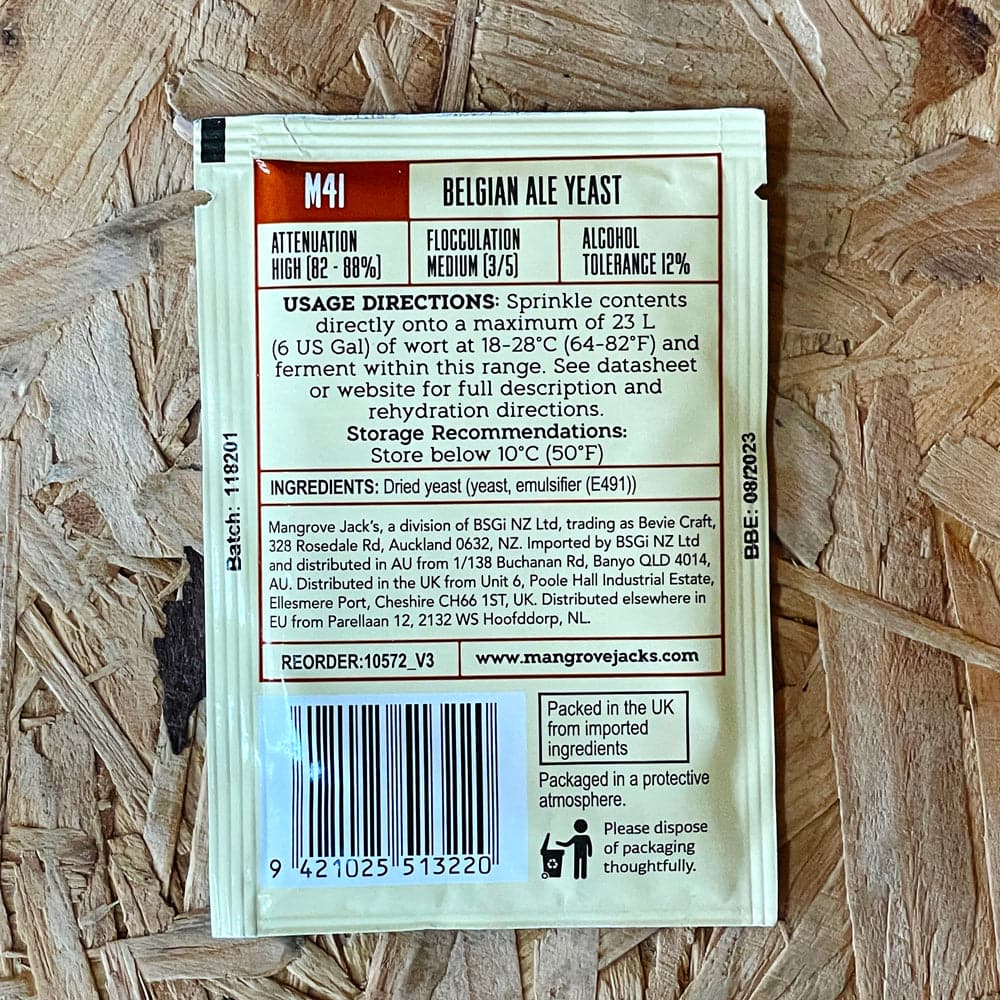 M41
BELGIAN ALE YEAST
ATTENUATION
HIGH (82 - 88%)
FLOCCULATION
MEDIUM (3/5)
ALCOHOL
TOLERANCE 12%
USAGE DIRECTIONS: Sprinkle contents
directly onto a maximum of 23 L
(6 US Gal) of wort at 18-28°C (64-82°F) and
ferment within this range. See datasheet
or website for full description and
rehydration directions.
Storage Recommendations:
Store below 10°C (50°F)
INGREDIENTS: Dried yeast (yeast, emulsifier (E491))
Mangrove Jack's, a division of BSGi NZ Ltd, trading as Bevie Craft,
328 Rosedale Rd, Auckland 0632, NZ. Imported by BSGi NZ Ltd
and distributed in AU from 1/138 Buchanan Rd, Banyo QLD 4014,
AU. Distributed in the UK from Unit 6, Poole Hall Industrial Estate,
Ellesmere Port, Cheshire CH66 1ST, UK. Distributed elsewhere in
EU from Parellaan 12, 2132 WS Hoofddorp, NL.
REORDER:10572_V3
www.mangrovejacks.com
Batch: 118201
BBE: 08/2023
9 421025 513220
Packed in the UK
from imported
ingredients
Packaged in a protective
atmosphere.
Please dispose
of packaging
thoughtfully.